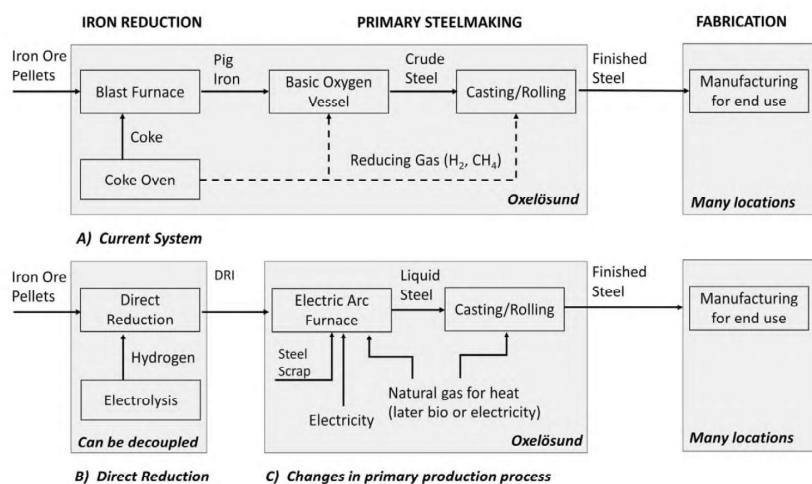 IRON REDUCTION
PRIMARY STEELMAKING
FABRICATION
Iron Ore
Pellets
Blast Furnace
Pig
Iron
Basic Oxygen
Vessel
Crude
Steel
Casting/Rolling
Finished
Steel
Manufacturing
for end use
Coke
Coke Oven
Reducing Gas (H₂, CH₄)
Oxelösund
Many locations
A) Current System
Iron Ore
Pellets
Direct
Reduction
DRI
Electric Arc
Furnace
Liquid
Steel
Casting/Rolling
Finished
Steel
Manufacturing
for end use
Hydrogen
Electrolysis
Steel
Scrap
Electricity
Natural gas for heat
(later bio or electricity)
Can be decoupled
Oxelösund
Many locations
B) Direct Reduction
C) Changes in primary production process